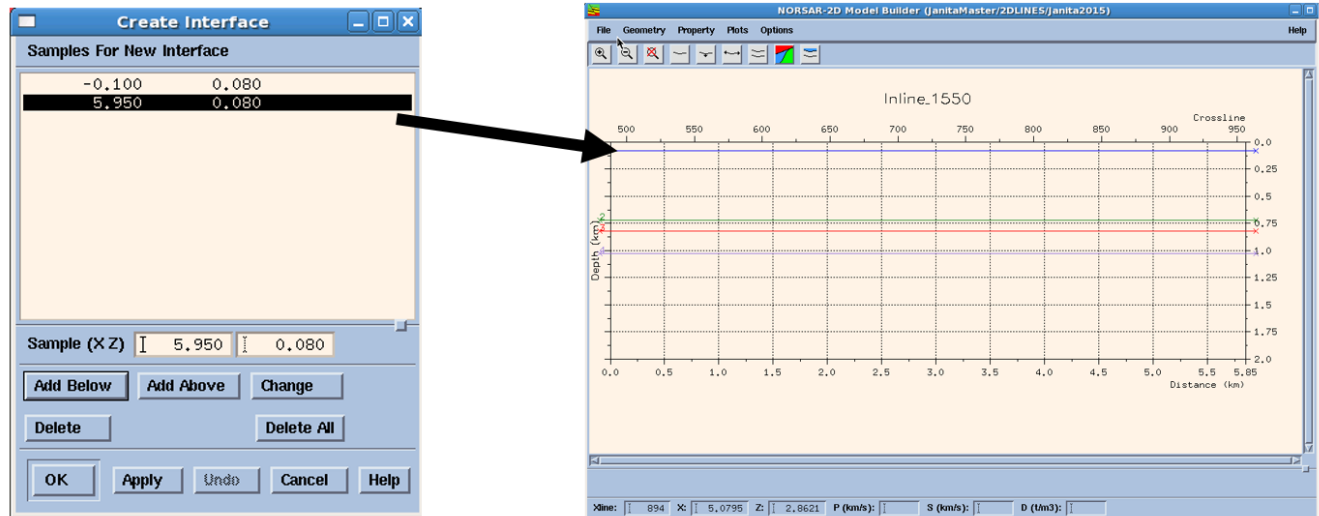 Create Interface
Samples For New Interface
-0.100 0.080
5.950 0.080
Sample (X Z) 5.950 0.080
Add Below Add Above Change
Delete Delete All
OK Apply Undo Cancel Help
NORSAR-2D Model Builder (JanitaMaster/2DLINES/Janita2015)
File Geometry Property Plots Options Help
Inline_1550
Crossline
500 550 600 650 700 750 800 850 900 950
0.0
0.25
0.5
0.75
1.0
1.25
1.5
1.75
2.0
Depth (km)
0.0 0.5 1.0 1.5 2.0 2.5 3.0 3.5 4.0 4.5 5.0 5.5 5.85
Distance (km)
Xline: 894 X: 5.0795 Z: 2.8621 P (km/s): S (km/s): D (t/m3):